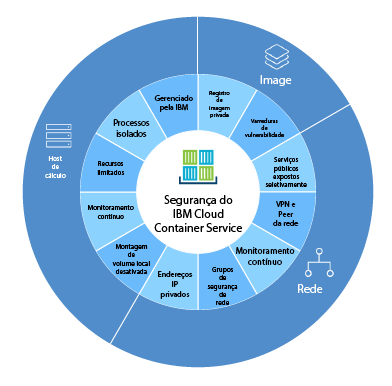 Image
Gerenciado
pela IBM
Registro
de
imagem
privada
Processos
isolados
Varreduras
de
vulnerabilidade
Host
de
cálculo
Recursos
limitados
Serviços
públicos
expostos
seletivamente
Segurança do
IBM Cloud
Container Service
Monitoramento
contínuo
VPN e
Peer
da rede
Montagem
de
volume local
desativada
Monitoramento
contínuo
Endereços
IP
privados
Grupos
de
segurança
de
rede
Rede